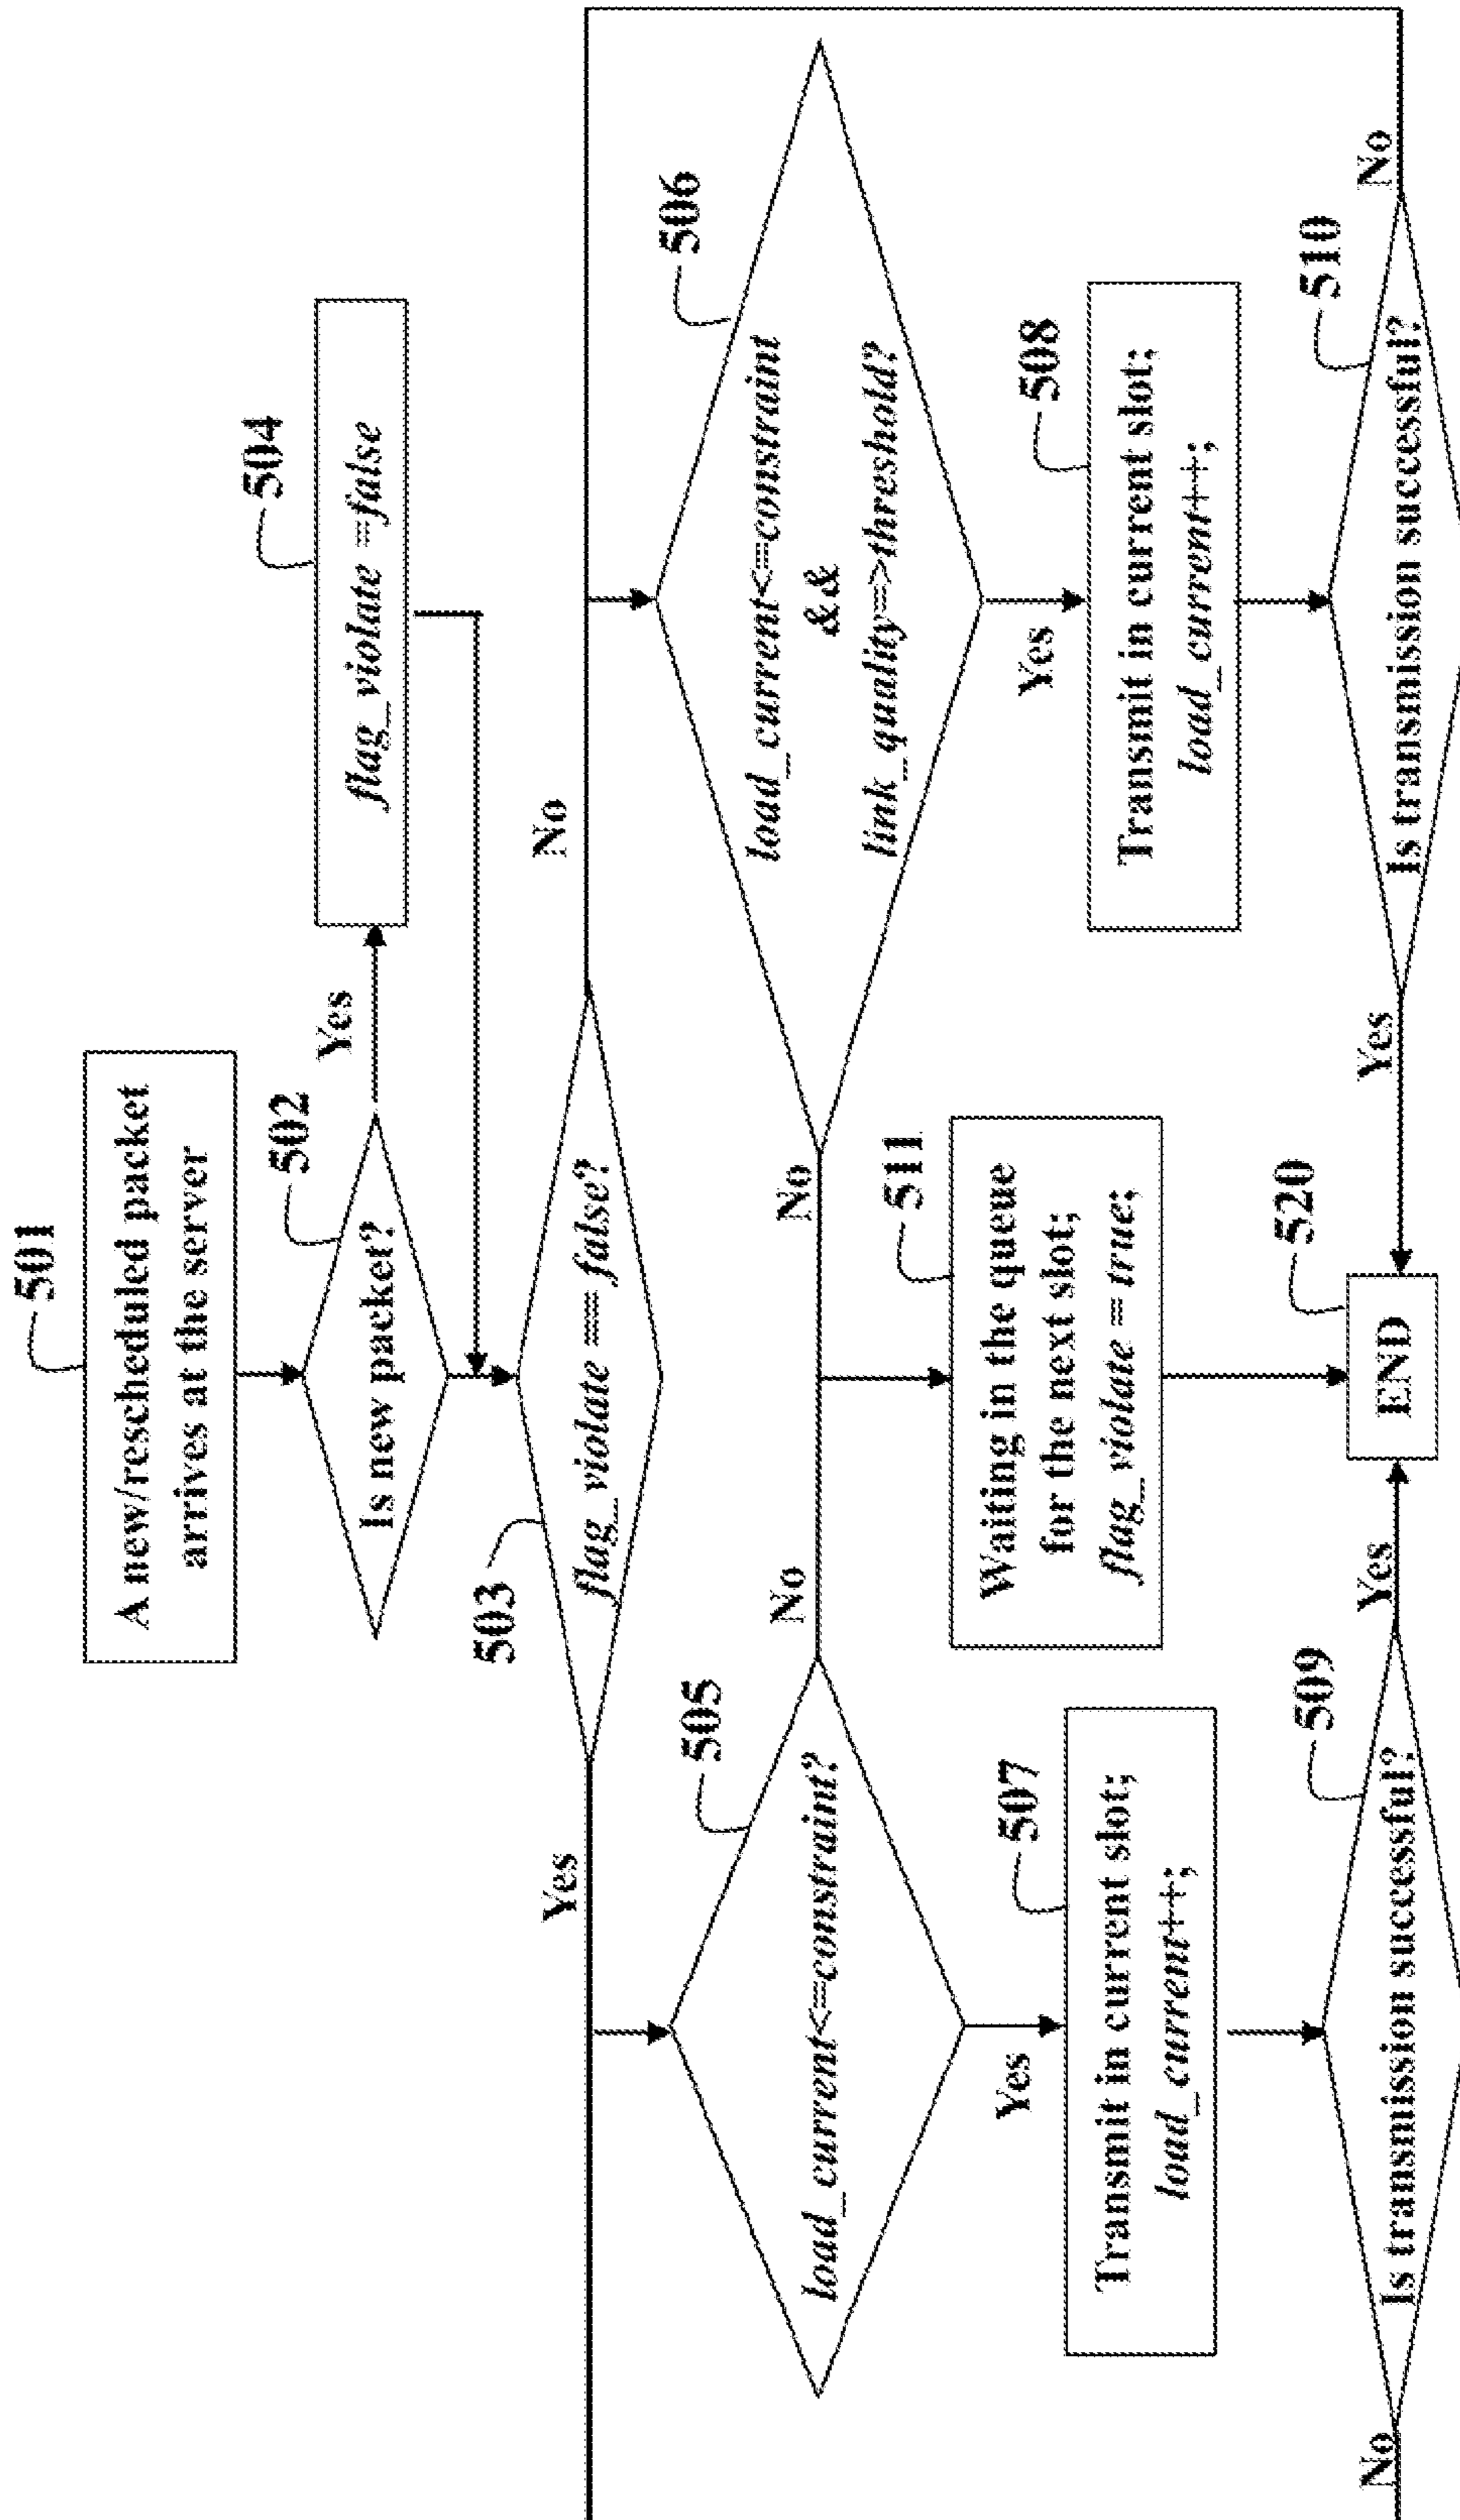 501
A new/rescheduled packet
arrives at the server
502
Is new packet?
Yes
504
flag_violate =false
503
flag_violate == false?
Yes
No
505
load_current<=constraint?
No
506
load_current<=constraint
&&
link_quality=>threshold?
No
Yes
507
Transmit in current slot;
load_current++;
511
Waiting in the queue
for the next slot;
flag_violate = true;
Yes
508
Transmit in current slot;
load_current++;
509
Is transmission successful?
No
Yes
520
END
510
Is transmission successful?
Yes
No